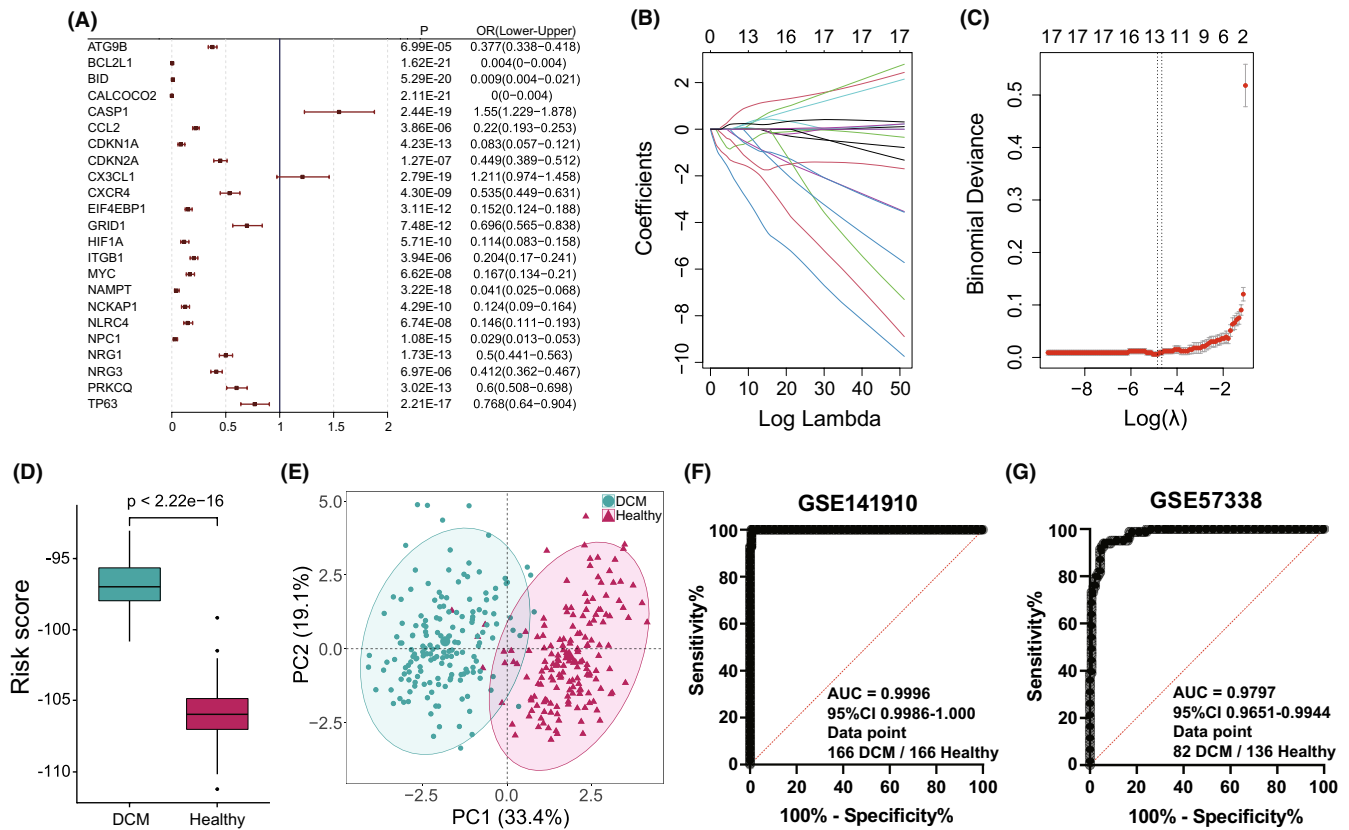 (A)
P OR(Lower−Upper)
ATG9B 6.99E-05 0.377(0.338−0.418)
BCL2L1 1.62E-21 0.004(0−0.004)
BID 5.29E-20 0.009(0.004−0.021)
CALCOCO2 2.11E-21 0(0−0.004)
CASP1 2.44E-19 1.55(1.229−1.878)
CCL2 3.86E-06 0.22(0.193−0.253)
CDKN1A 4.23E-13 0.083(0.057−0.121)
CDKN2A 1.27E-07 0.449(0.389−0.512)
CX3CL1 2.79E-19 1.211(0.974−1.458)
CXCR4 4.30E-09 0.535(0.449−0.631)
EIF4EBP1 3.11E-12 0.152(0.124−0.188)
GRID1 7.48E-12 0.696(0.565−0.838)
HIF1A 5.71E-10 0.114(0.083−0.158)
ITGB1 3.94E-06 0.204(0.17−0.241)
MYC 6.62E-08 0.167(0.134−0.21)
NAMPT 3.22E-18 0.041(0.025−0.068)
NCKAP1 4.29E-10 0.124(0.09−0.164)
NLRC4 6.74E-08 0.146(0.111−0.193)
NPC1 1.08E-15 0.029(0.013−0.053)
NRG1 1.73E-13 0.5(0.441−0.563)
NRG3 6.97E-06 0.412(0.362−0.467)
PRKCQ 3.02E-13 0.6(0.508−0.698)
TP63 2.21E-17 0.768(0.64−0.904)
0 0.5 1 1.5 2
(B)
0 13 16 17 17 17
Coefficients
2
0
−2
−4
−6
−8
−10
0 10 20 30 40 50
Log Lambda
(C)
17 17 17 16 13 11 9 6 2
Binomial Deviance
0.5
0.4
0.3
0.2
0.1
0.0
−8 −6 −4 −2
Log(λ)
(D)
p < 2.22e−16
Risk score
-95
-100
-105
-110
DCM Healthy
(E)
DCM
Healthy
PC2 (19.1%)
5.0
2.5
0.0
−2.5
−2.5 0.0 2.5
PC1 (33.4%)
(F)
GSE141910
Sensitivity%
100
80
60
40
20
0
AUC = 0.9996
95%CI 0.9986-1.000
Data point
166 DCM / 166 Healthy
0 20 40 60 80 100
100% - Specificity%
(G)
GSE57338
Sensitivity%
100
80
60
40
20
0
AUC = 0.9797
95%CI 0.9651-0.9944
Data point
82 DCM / 136 Healthy
0 20 40 60 80 100
100% - Specificity%